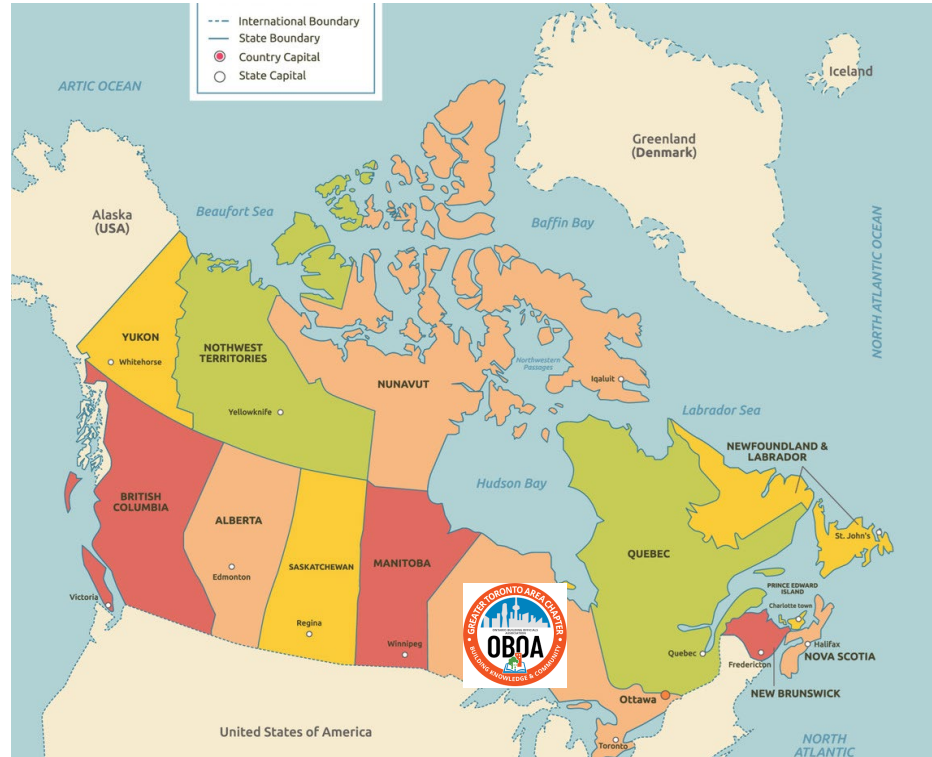 International Boundary
State Boundary
Country Capital
State Capital
ARTIC OCEAN
Iceland
Greenland
(Denmark)
Alaska
(USA)
Beaufort Sea
Baffin Bay
NORTH ATLANTIC OCEAN
YUKON
Whitehorse
NOTHWEST
TERRITORIES
Yellowknife
NUNAVUT
Northwestern
Passages
Iqaluit
Labrador Sea
NEWFOUNDLAND &
LABRADOR
St. John's
Hudson Bay
BRITISH
COLUMBIA
Victoria
ALBERTA
Edmonton
SASKATCHEWAN
Regina
MANITOBA
Winnipeg
GREATER TORONTO AREA CHAPTER
ONTARIO BUILDING OFFICIALS
ASSOCIATION
OBOA
BUILDING KNOWLEDGE & COMMUNITY
QUEBEC
Quebec
PRINCE EDWARD
ISLAND
Charlotte town
Halifax
NOVA SCOTIA
Fredericton
NEW BRUNSWICK
Ottawa
Toronto
United States of America
NORTH
ATLANTIC